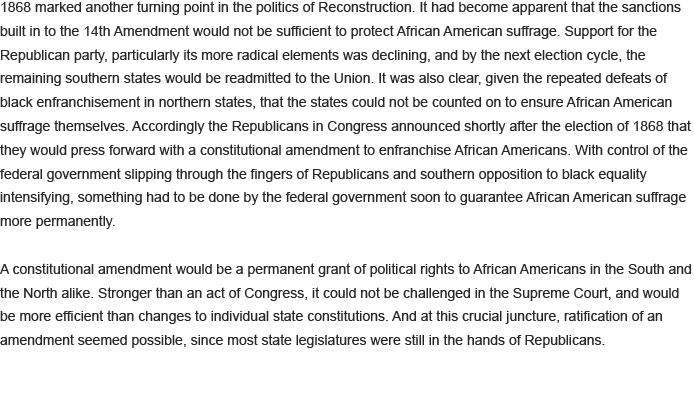 1868 marked another turning point in the politics of Reconstruction. It had become apparent that the sanctions
built in to the 14th Amendment would not be sufficient to protect African American suffrage. Support for the
Republican party, particularly its more radical elements was declining, and by the next election cycle, the
remaining southern states would be readmitted to the Union. It was also clear, given the repeated defeats of
black enfranchisement in northern states, that the states could not be counted on to ensure African American
suffrage themselves. Accordingly the Republicans in Congress announced shortly after the election of 1868 that
they would press forward with a constitutional amendment to enfranchise African Americans. With control of the
federal government slipping through the fingers of Republicans and southern opposition to black equality
intensifying, something had to be done by the federal government soon to guarantee African American suffrage
more permanently.
A constitutional amendment would be a permanent grant of political rights to African Americans in the South and
the North alike. Stronger than an act of Congress, it could not be challenged in the Supreme Court, and would
be more efficient than changes to individual state constitutions. And at this crucial juncture, ratification of an
amendment seemed possible, since most state legislatures were still in the hands of Republicans.